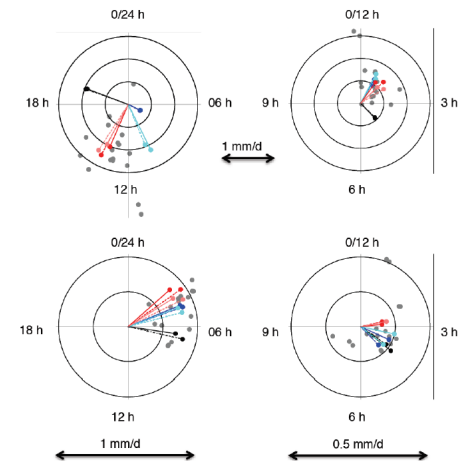 0/24 h
0/12 h
18 h
06 h
9 h
3 h
1 mm/d
12 h
6 h
0/24 h
0/12 h
18 h
06 h
9 h
3 h
12 h
6 h
1 mm/d
0.5 mm/d